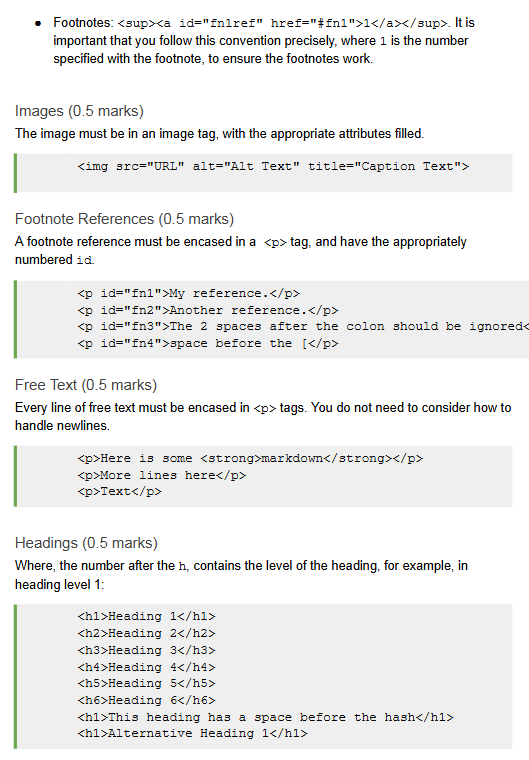 • Footnotes: <sup><a id="fn1ref" href="#fn1">1</a></sup>. It is
important that you follow this convention precisely, where 1 is the number
specified with the footnote, to ensure the footnotes work.
Images (0.5 marks)
The image must be in an image tag, with the appropriate attributes filled.
<img src="URL" alt="Alt Text" title="Caption Text">
Footnote References (0.5 marks)
A footnote reference must be encased in a <p> tag, and have the appropriately
numbered id.
<p id="fn1">My reference.</p>
<p id="fn2">Another reference.</p>
<p id="fn3">The 2 spaces after the colon should be ignored<
<p id="fn4">space before the [</p>
Free Text (0.5 marks)
Every line of free text must be encased in <p> tags. You do not need to consider how to
handle newlines.
<p>Here is some <strong>markdown</strong></p>
<p>More lines here</p>
<p>Text</p>
Headings (0.5 marks)
Where, the number after the h, contains the level of the heading, for example, in
heading level 1:
<h1>Heading 1</h1>
<h2>Heading 2</h2>
<h3>Heading 3</h3>
<h4>Heading 4</h4>
<h5>Heading 5</h5>
<h6>Heading 6</h6>
<h1>This heading has a space before the hash</h1>
<h1>Alternative Heading 1</h1>